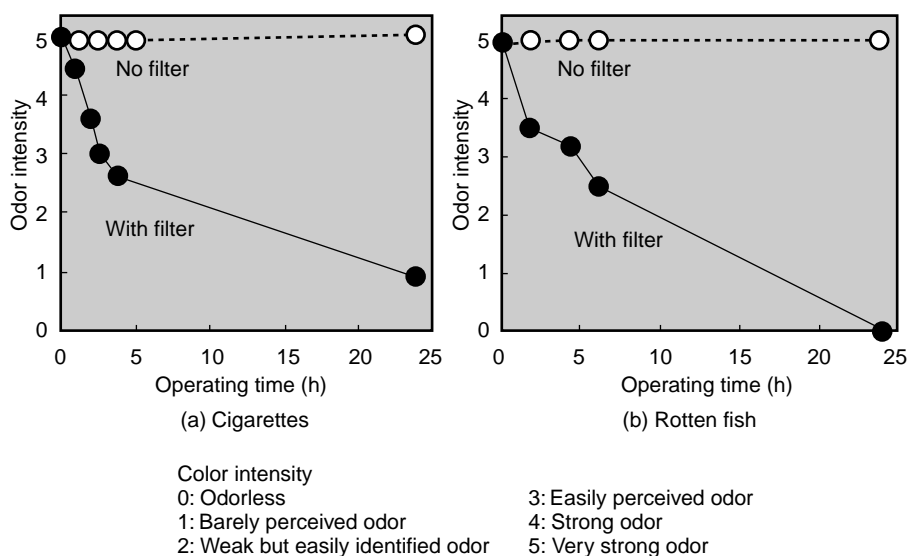 5
4
3
2
1
0
Odor intensity
No filter
With filter
0 5 10 15 20 25
Operating time (h)
(a) Cigarettes
5
4
3
2
1
0
Odor intensity
No filter
With filter
0 5 10 15 20 25
Operating time (h)
(b) Rotten fish
Color intensity
0: Odorless
1: Barely perceived odor
2: Weak but easily identified odor
3: Easily perceived odor
4: Strong odor
5: Very strong odor